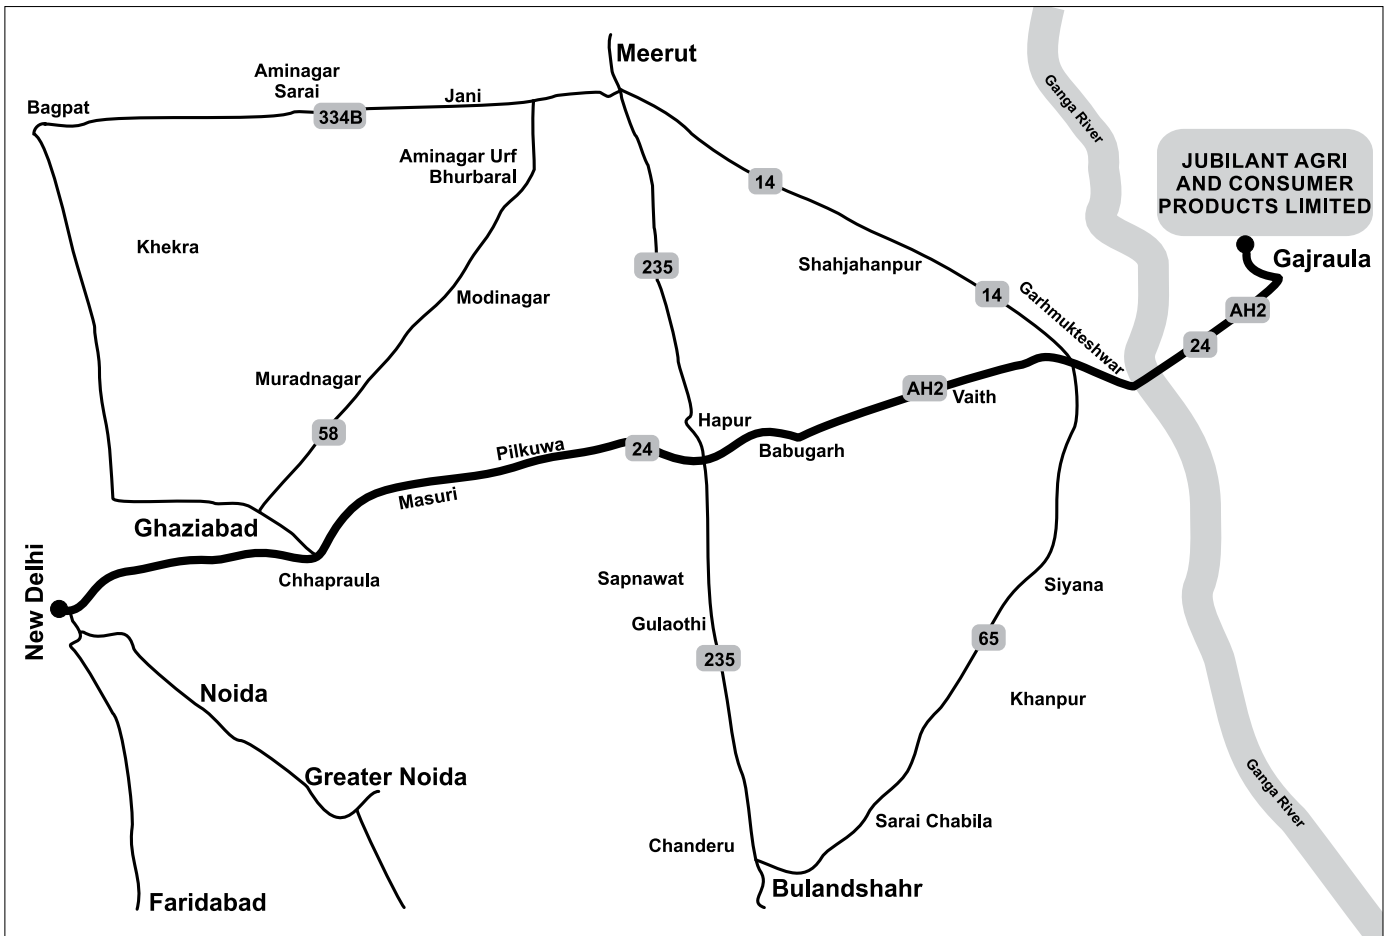 Meerut
Aminagar
Sarai
Jani
Bagpat
334B
Ganga River
Aminagar Urf
Bhurbaral
14
JUBILANT AGRI
AND CONSUMER
PRODUCTS LIMITED
Khekra
235
Shahjahanpur
Gajraula
Modinagar
14
Garhmukteshwar
AH2
24
Muradnagar
AH2
Vaith
58
Hapur
Pilkuwa
24
Babugarh
Masuri
Ghaziabad
New Delhi
Chhapraula
Sapnawat
Siyana
Gulaothi
65
235
Noida
Khanpur
Greater Noida
Ganga River
Sarai Chabila
Chanderu
Bulandshahr
Faridabad